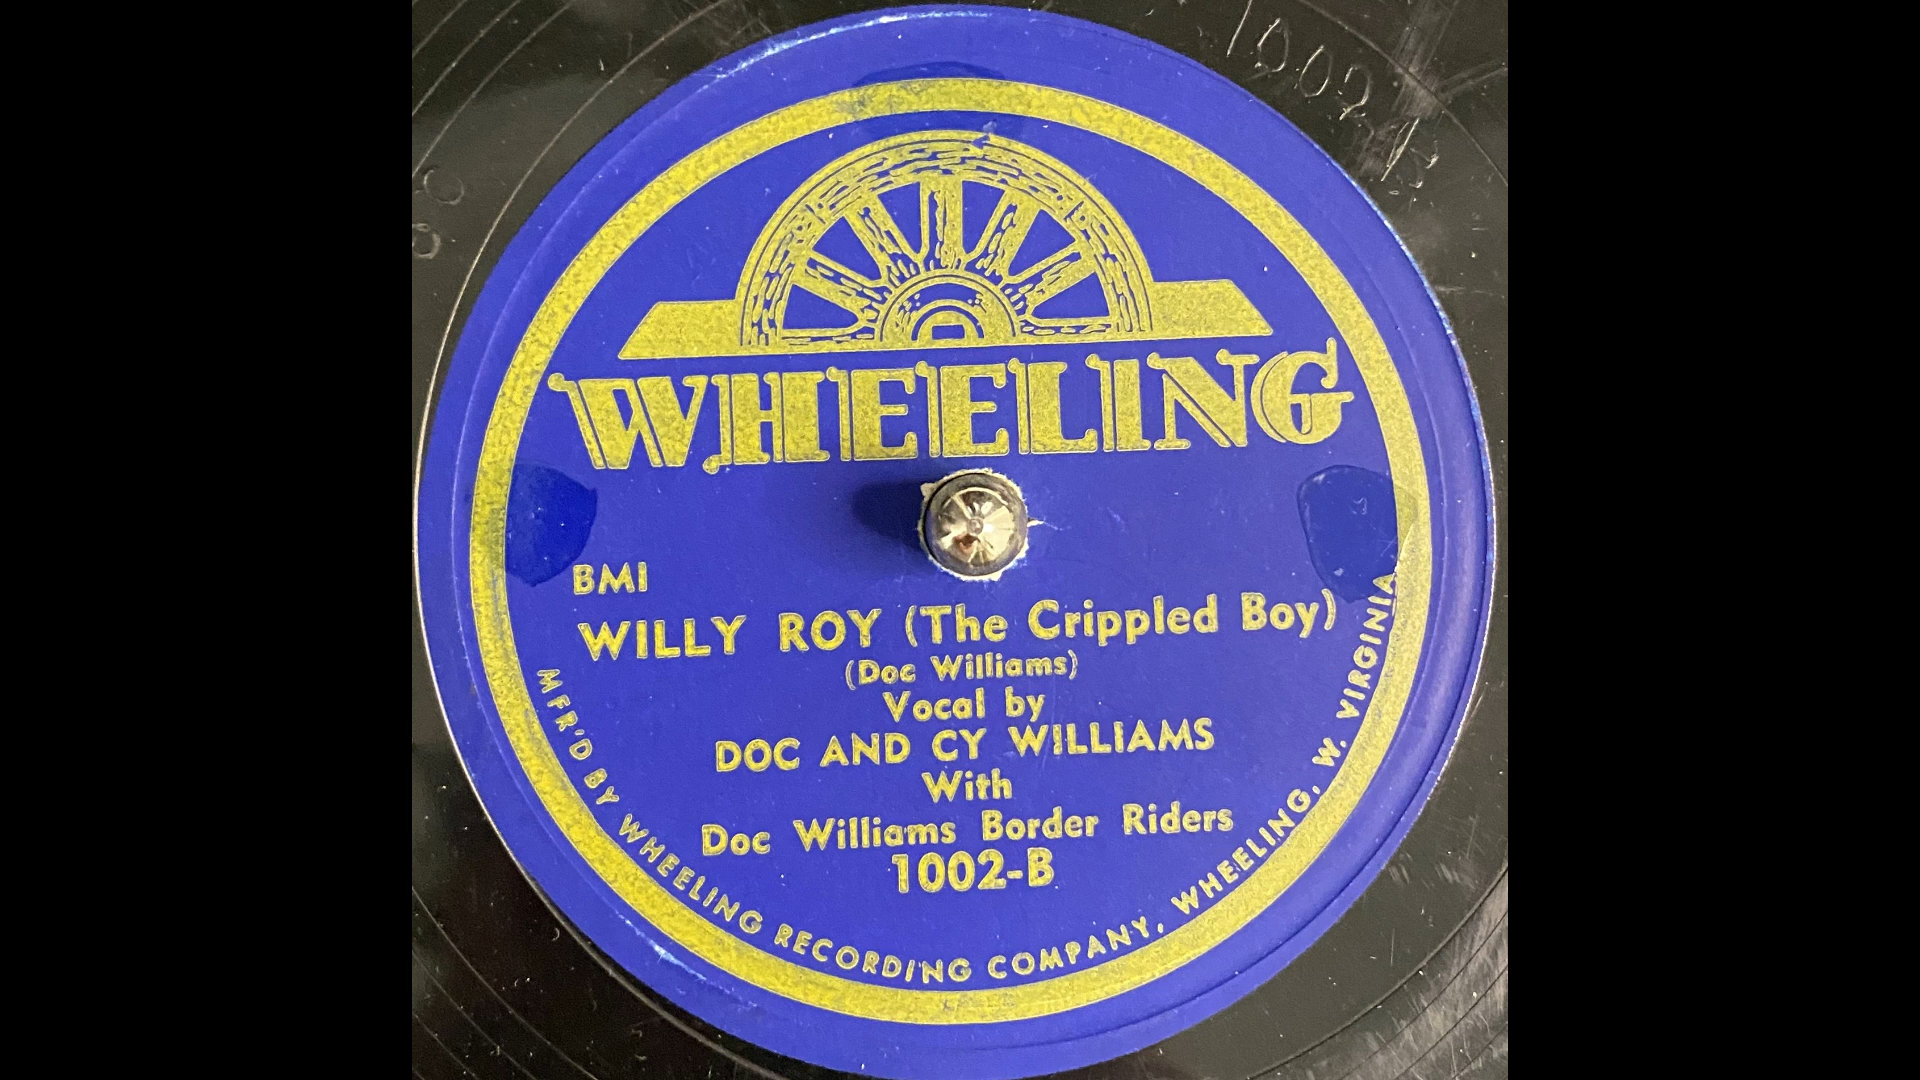 1002 B
WHEELING
BMI
WILLY ROY (The Crippled Boy)
(Doc Williams)
Vocal by
DOC AND CY WILLIAMS
With
Doc Williams Border Riders
1002-B
MFR'D BY WHEELING RECORDING COMPANY, WHEELING, W. VIRGINIA